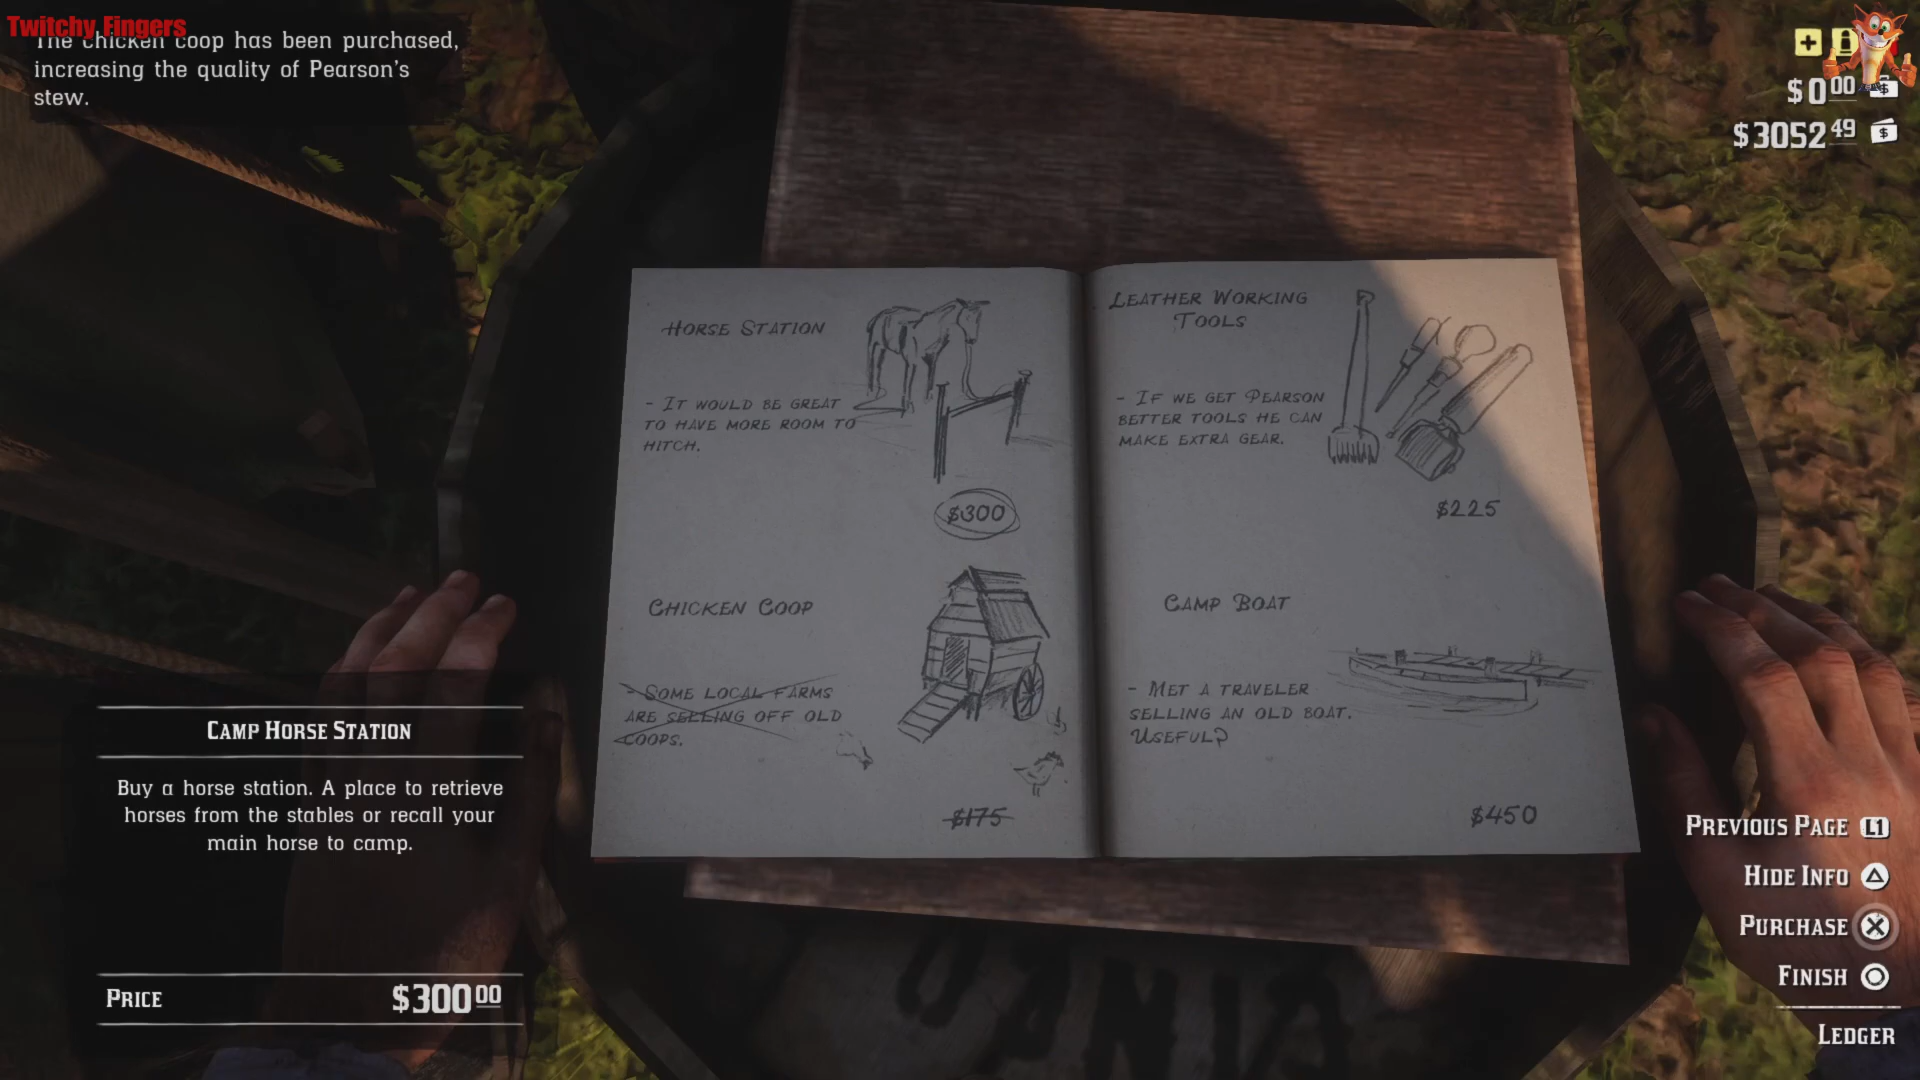 Twitchy Fingers
The chicken coop has been purchased,
increasing the quality of Pearson's
stew.
$0 00
$3052 49
Horse Station
- It would be great
to have more room to
hitch.
$300
Chicken Coop
- Some local farms
are selling off old
coops.
$175
Leather Working
Tools
- If we get Pearson
better tools he can
make extra gear.
$225
Camp Boat
- Met a traveler
selling an old boat.
Useful?
$450
Camp Horse Station
Buy a horse station. A place to retrieve
horses from the stables or recall your
main horse to camp.
Price $300 00
Previous Page L1
Hide Info
Purchase
Finish
Ledger